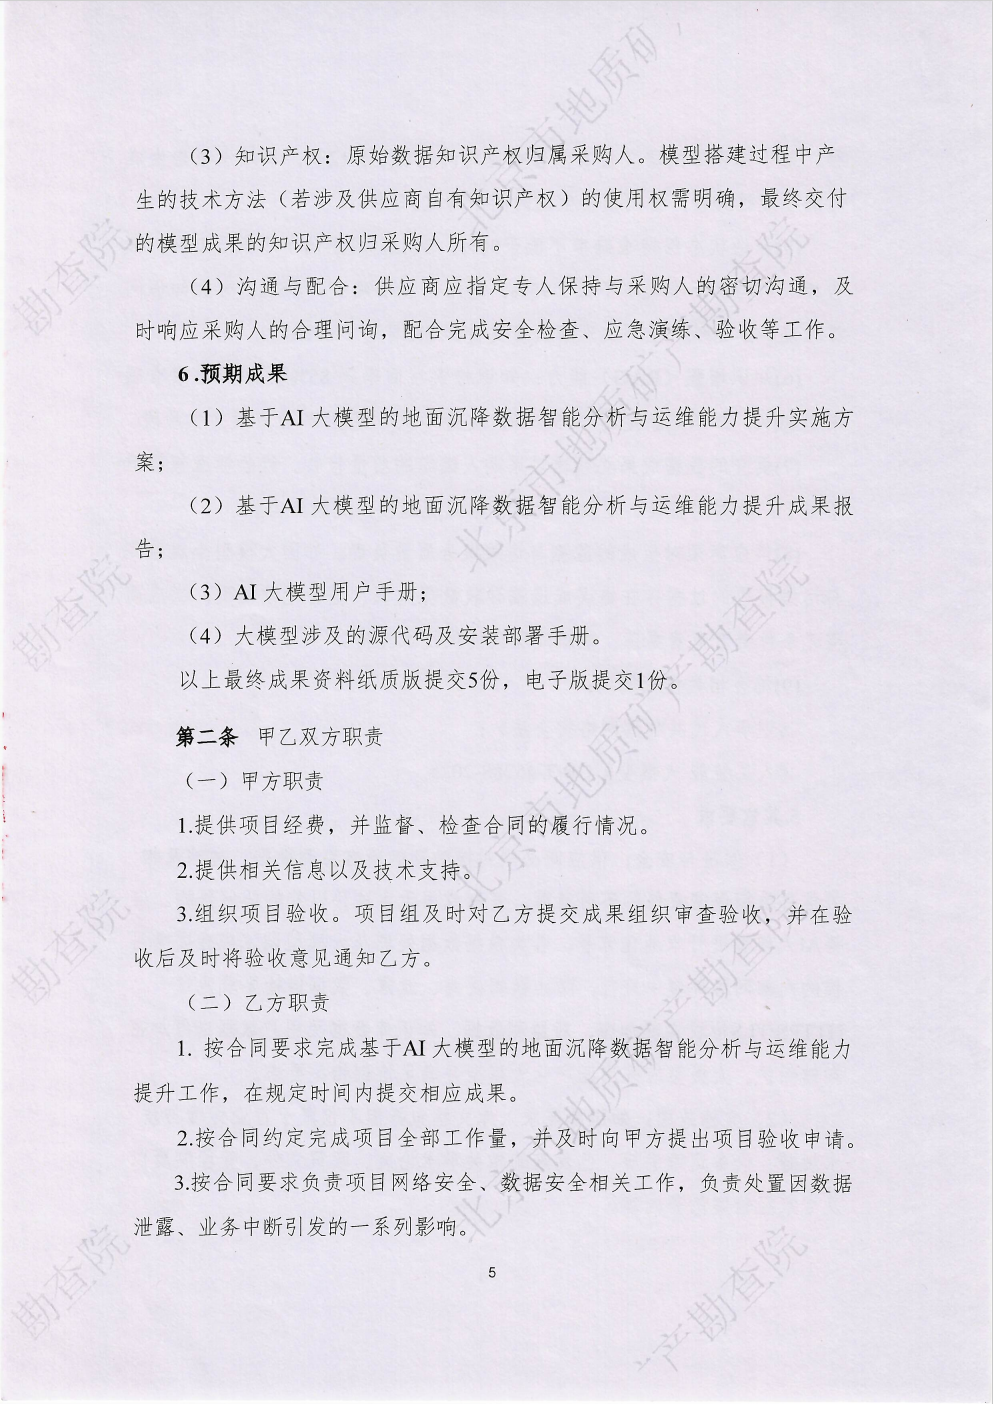 （3）知识产权：原始数据知识产权归属采购人。模型搭建过程中产
生的技术方法（若涉及供应商自有知识产权）的使用权需明确，最终交付
的模型成果的知识产权归采购人所有。
（4）沟通与配合：供应商应指定专人保持与采购人的密切沟通，及
时响应采购人的合理问询，配合完成安全检查、应急演练、验收等工作。
6 .预期成果
（1）基于AI 大模型的地面沉降数据智能分析与运维能力提升实施方
案；
（2）基于AI 大模型的地面沉降数据智能分析与运维能力提升成果报
告；
（3）AI 大模型用户手册；
（4）大模型涉及的源代码及安装部署手册。
以上最终成果资料纸质版提交5份，电子版提交1份。
第二条 甲乙双方职责
（一）甲方职责
1.提供项目经费，并监督、检查合同的履行情况。
2.提供相关信息以及技术支持。
3.组织项目验收。项目组及时对乙方提交成果组织审查验收，并在验
收后及时将验收意见通知乙方。
（二）乙方职责
1. 按合同要求完成基于AI 大模型的地面沉降数据智能分析与运维能力
提升工作，在规定时间内提交相应成果。
2.按合同约定完成项目全部工作量，并及时向甲方提出项目验收申请。
3.按合同要求负责项目网络安全、数据安全相关工作，负责处置因数据
泄露、业务中断引发的一系列影响。
5
北京市地质矿产勘查院